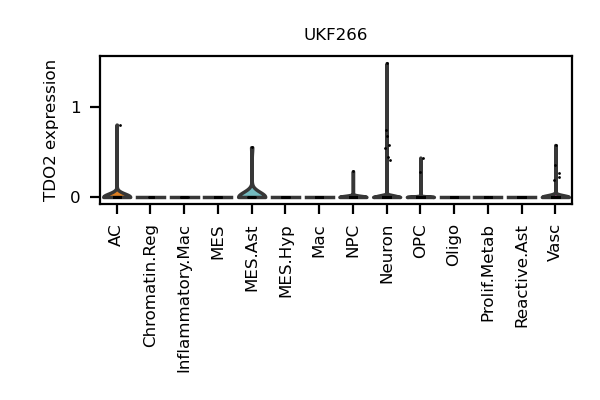 UKF266
TDO2 expression
1
0
AC
Chromatin.Reg
Inflammatory.Mac
MES
MES.Ast
MES.Hyp
Mac
NPC
Neuron
OPC
Oligo
Prolif.Metab
Reactive.Ast
Vasc